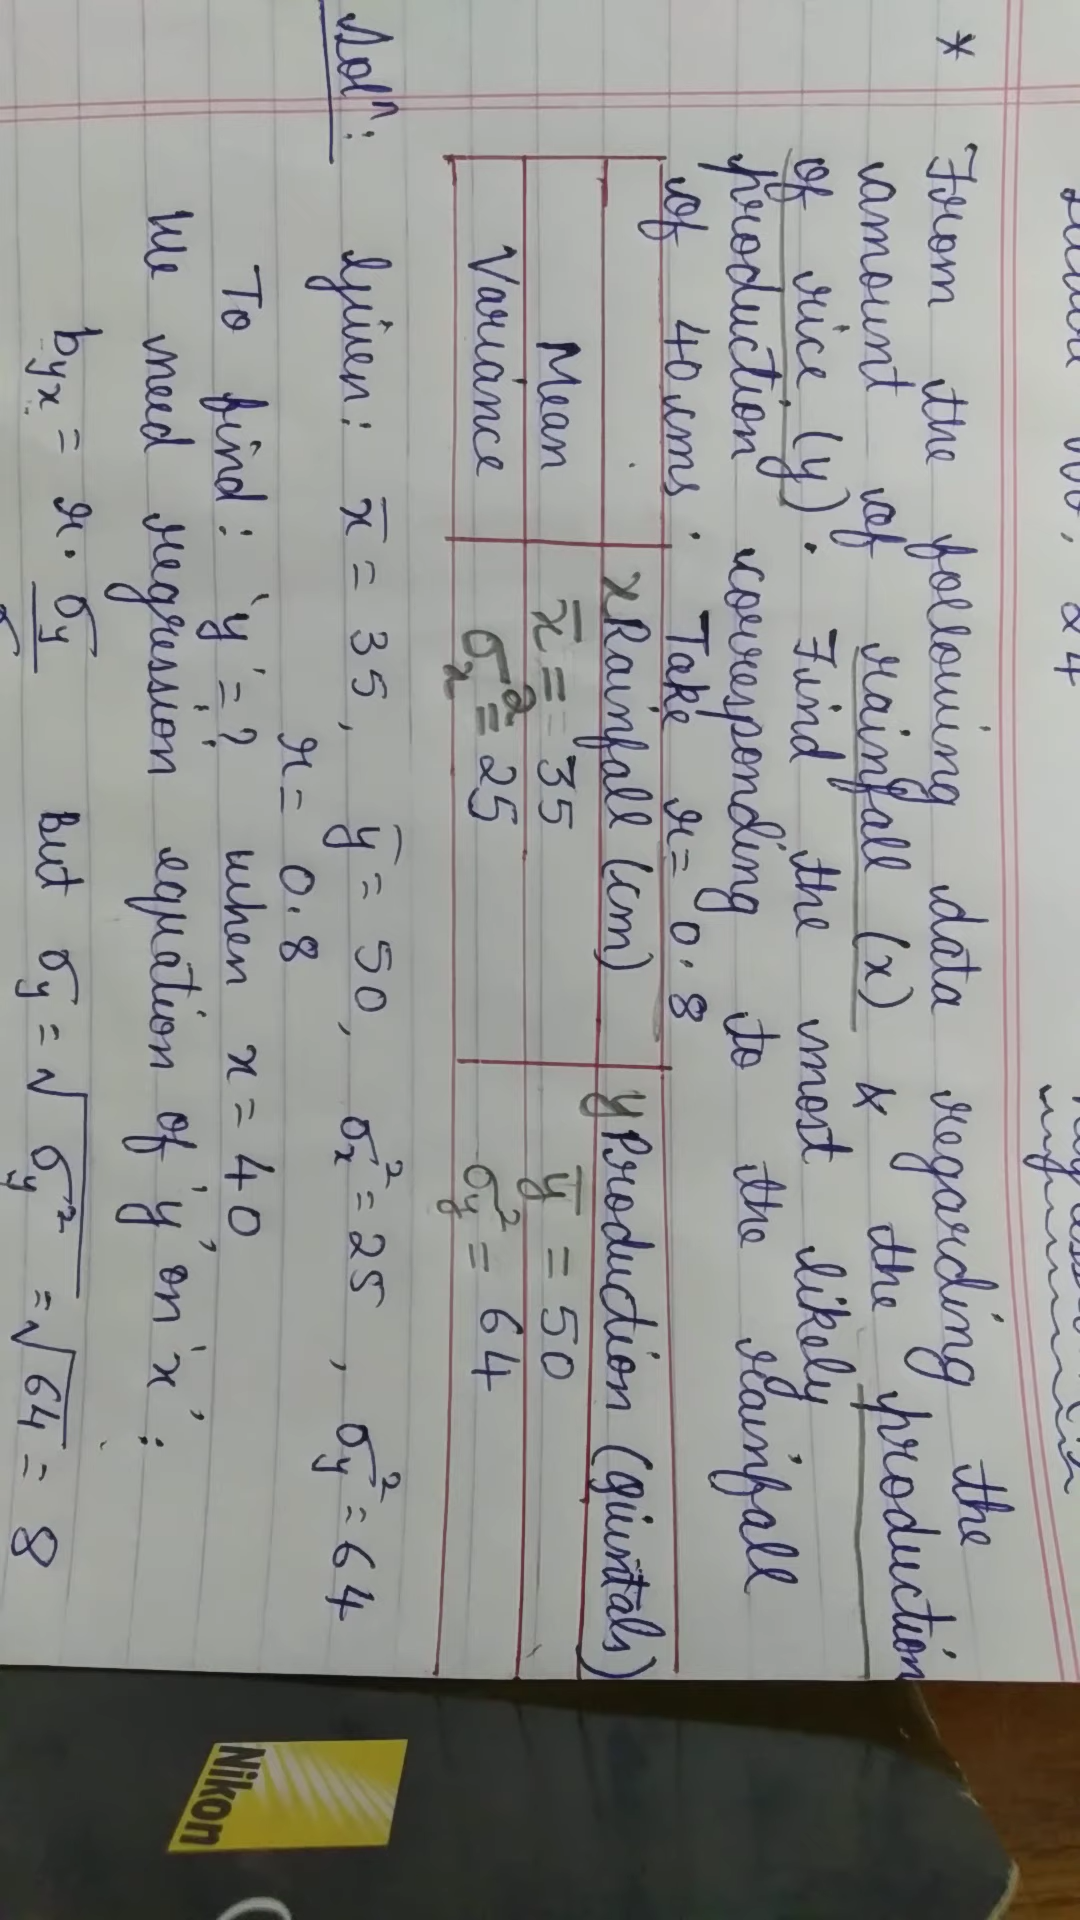 * From the following data regarding the
amount of rainfall (x) & the production
of rice (y). Find the most likely
production corresponding to the rainfall
of 40 cms. Take r = 0.8
x Rainfall (cm) y Production (quintals)
Mean x̄ = 35 ȳ = 50
Variance σx² = 25 σy² = 64
Solⁿ: Given: x̄ = 35, ȳ = 50, σx² = 25, σy² = 64
r = 0.8
To find: 'y' = ? when x = 40
We need regression equation of 'y' on 'x':
byx = r. σy But σy = √σy² = √64 = 8
Nikon